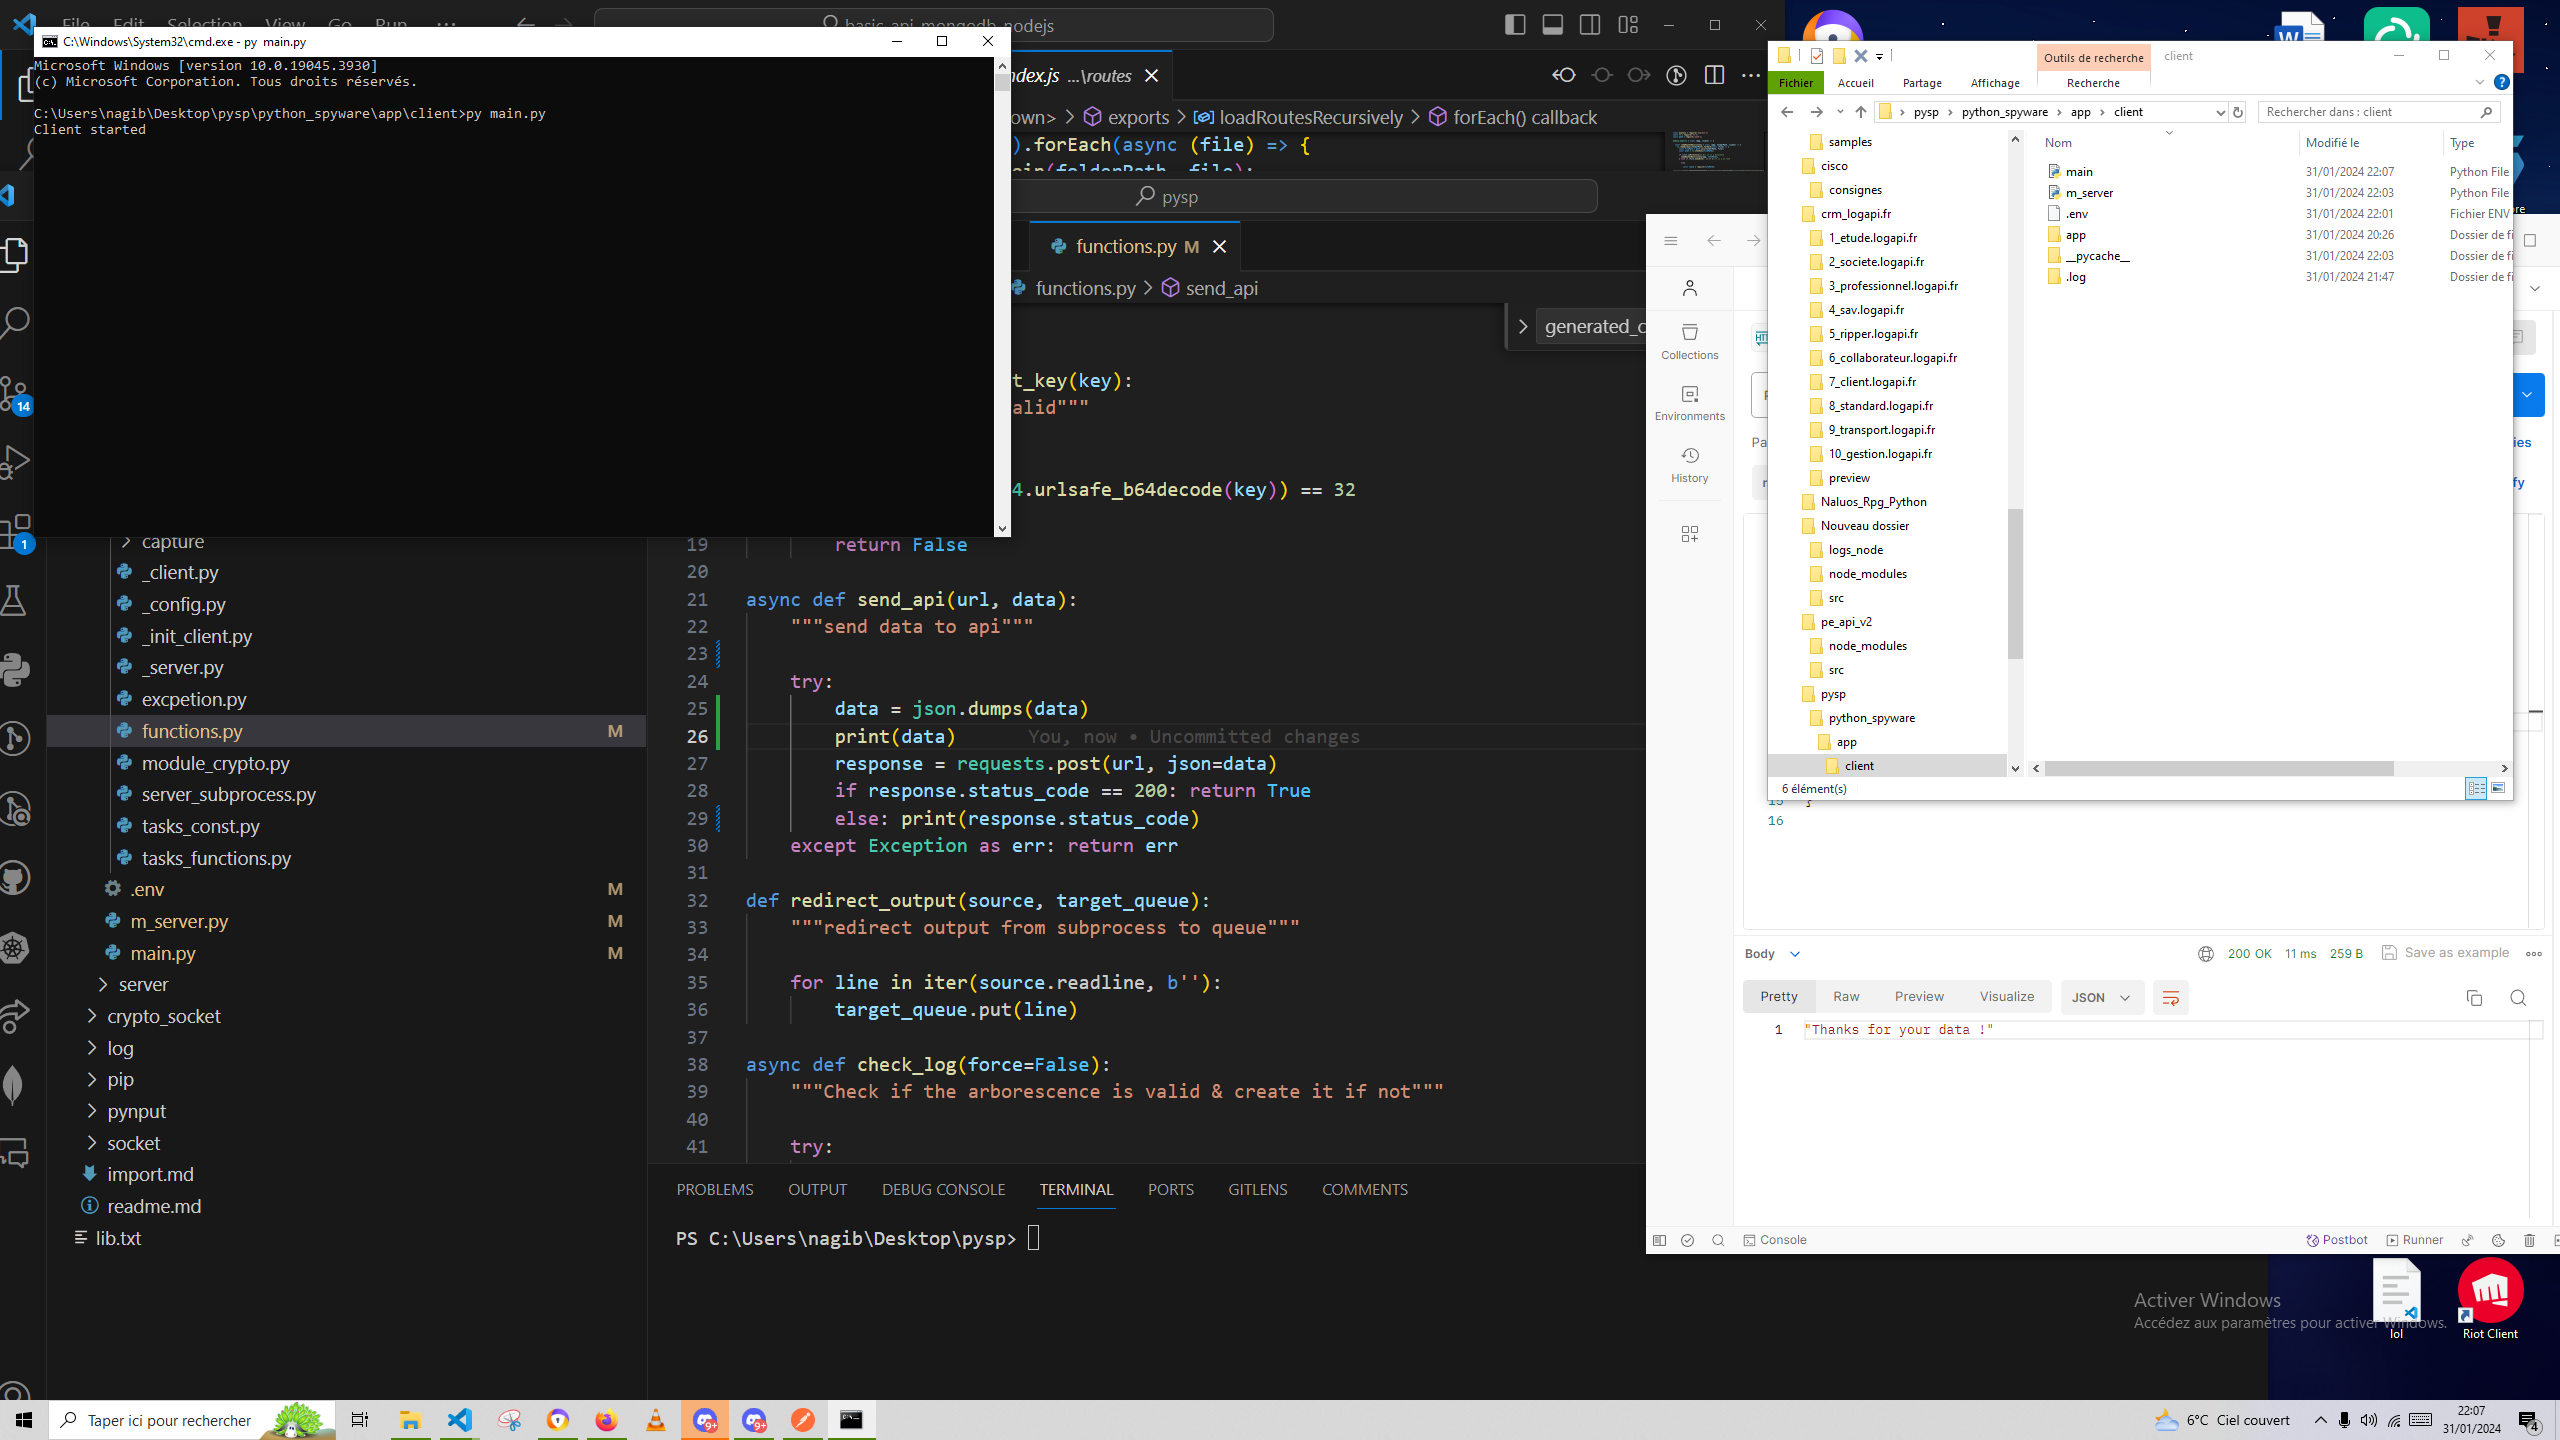 File Edit Selection View Go Run ···
basic_api_mongodb_nodejs
C:\Windows\System32\cmd.exe - py main.py
Microsoft Windows [version 10.0.19045.3930]
(c) Microsoft Corporation. Tous droits réservés.
C:\Users\nagib\Desktop\pysp\python_spyware\app\client>py main.py
Client started
ndex.js ...\routes
own> > exports > loadRoutesRecursively > forEach() callback
).forEach(async (file) => {
oin(folderPath, file);
pysp
functions.py M
functions.py > send_api
generated_c
t_key(key):
alid"""
4.urlsafe_b64decode(key)) == 32
19 return False
20
21 async def send_api(url, data):
22 """send data to api"""
23
24 try:
25 data = json.dumps(data)
26 print(data) You, now • Uncommitted changes
27 response = requests.post(url, json=data)
28 if response.status_code == 200: return True
29 else: print(response.status_code)
30 except Exception as err: return err
31
32 def redirect_output(source, target_queue):
33 """redirect output from subprocess to queue"""
34
35 for line in iter(source.readline, b''):
36 target_queue.put(line)
37
38 async def check_log(force=False):
39 """Check if the arborescence is valid & create it if not"""
40
41 try:
14
1
capture
_client.py
_config.py
_init_client.py
_server.py
excpetion.py
functions.py M
module_crypto.py
server_subprocess.py
tasks_const.py
tasks_functions.py
.env M
m_server.py M
main.py M
server
crypto_socket
log
pip
pynput
socket
import.md
readme.md
lib.txt
PROBLEMS OUTPUT DEBUG CONSOLE TERMINAL PORTS GITLENS COMMENTS
PS C:\Users\nagib\Desktop\pysp>
Outils de recherche client
Fichier Accueil Partage Affichage Recherche
pysp > python_spyware > app > client
Rechercher dans : client
samples
cisco
consignes
crm_logapi.fr
1_etude.logapi.fr
2_societe.logapi.fr
3_professionnel.logapi.fr
4_sav.logapi.fr
5_ripper.logapi.fr
6_collaborateur.logapi.fr
7_client.logapi.fr
8_standard.logapi.fr
9_transport.logapi.fr
10_gestion.logapi.fr
preview
Naluos_Rpg_Python
Nouveau dossier
logs_node
node_modules
src
pe_api_v2
node_modules
src
pysp
python_spyware
app
client
Nom Modifié le Type
main 31/01/2024 22:07 Python File
m_server 31/01/2024 22:03 Python File
.env 31/01/2024 22:01 Fichier ENV
app 31/01/2024 20:26 Dossier de fi
__pycache__ 31/01/2024 22:03 Dossier de fi
.log 31/01/2024 21:47 Dossier de fi
6 élément(s)
Collections
Environments
History
HTT
Pa
ies
fy
15 }
16
Body 200 OK 11 ms 259 B Save as example
Pretty Raw Preview Visualize JSON
1 "Thanks for your data !"
Console Postbot Runner
Activer Windows
Accédez aux paramètres pour activer Windows.
lol
Riot Client
Taper ici pour rechercher
9+
9+
6°C Ciel couvert
22:07
31/01/2024
4